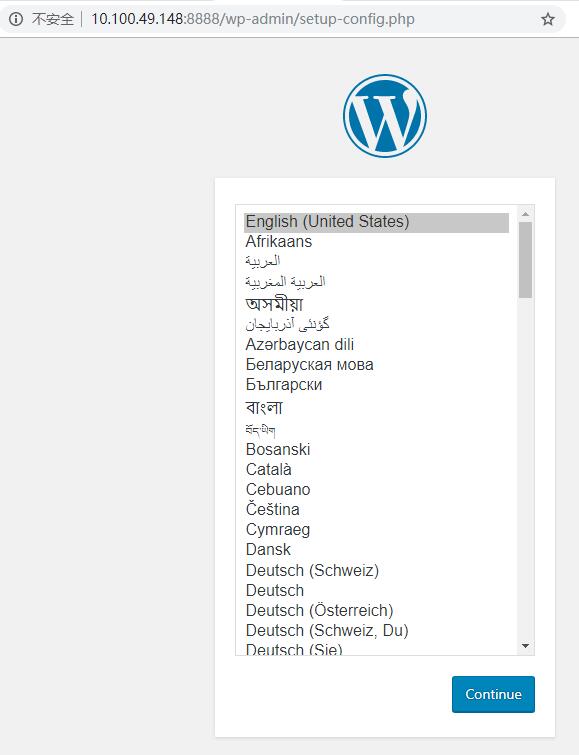 不安全 10.100.49.148:8888/wp-admin/setup-config.php
English (United States)
Afrikaans
العربية
العربية المغربية
অসমীয়া
گؤنئی آذربایجان
Azərbaycan dili
Беларуская мова
Български
বাংলা
བོད་ཡིག
Bosanski
Català
Cebuano
Čeština
Cymraeg
Dansk
Deutsch (Schweiz)
Deutsch
Deutsch (Österreich)
Deutsch (Schweiz, Du)
Deutsch (Sie)
Continue